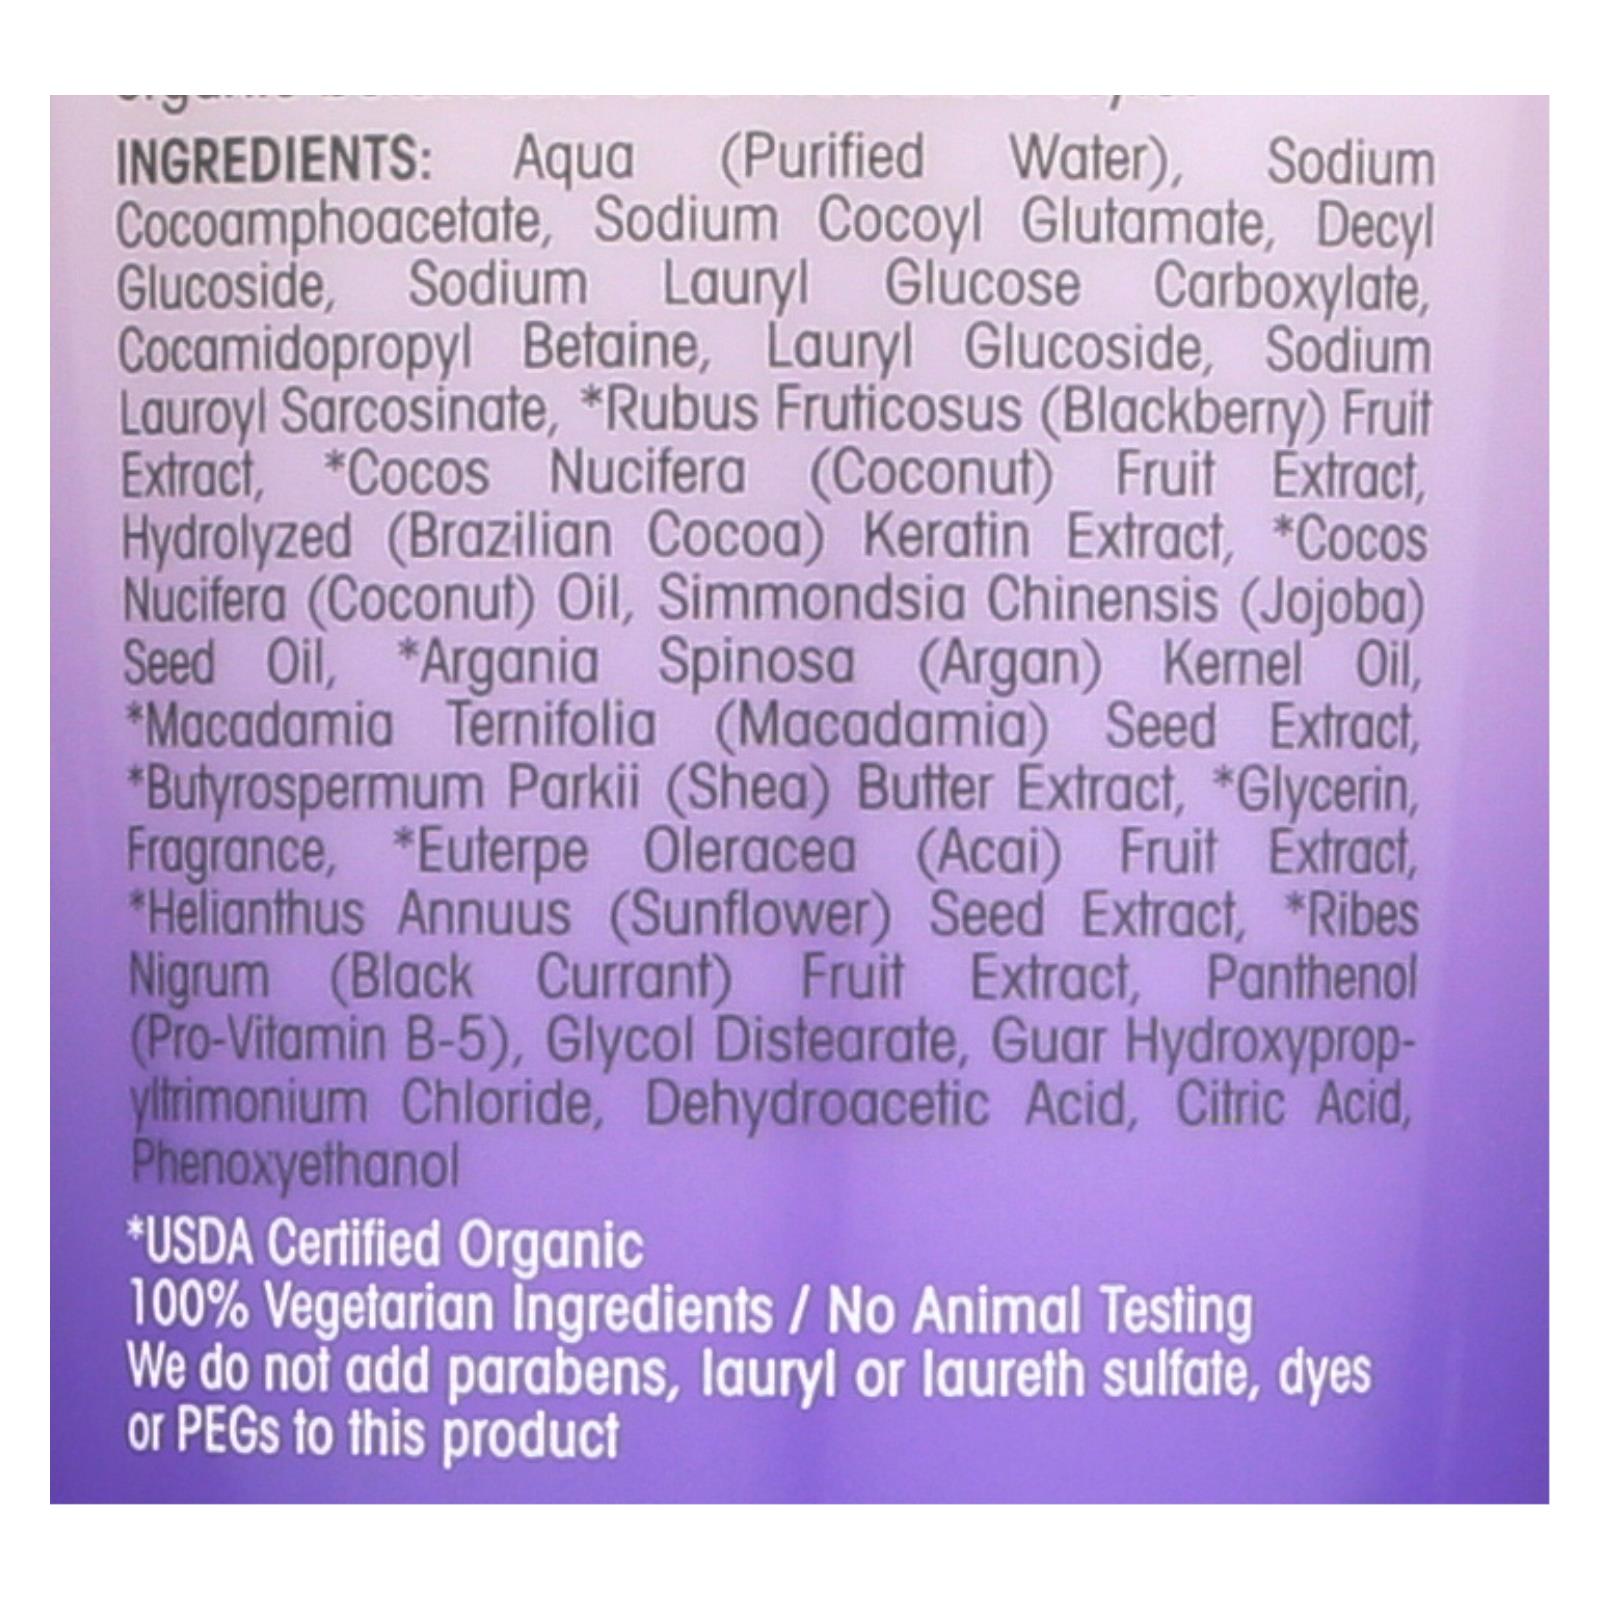 INGREDIENTS: Aqua (Purified Water), Sodium
Cocoamphoacetate, Sodium Cocoyl Glutamate, Decyl
Glucoside, Sodium Lauryl Glucose Carboxylate,
Cocamidopropyl Betaine, Lauryl Glucoside, Sodium
Lauroyl Sarcosinate, *Rubus Fruticosus (Blackberry) Fruit
Extract, *Cocos Nucifera (Coconut) Fruit Extract,
Hydrolyzed (Brazilian Cocoa) Keratin Extract, *Cocos
Nucifera (Coconut) Oil, Simmondsia Chinensis (Jojoba)
Seed Oil, *Argania Spinosa (Argan) Kernel Oil,
*Macadamia Ternifolia (Macadamia) Seed Extract,
*Butyrospermum Parkii (Shea) Butter Extract, *Glycerin,
Fragrance, *Euterpe Oleracea (Acai) Fruit Extract,
*Helianthus Annuus (Sunflower) Seed Extract, *Ribes
Nigrum (Black Currant) Fruit Extract, Panthenol
(Pro-Vitamin B-5), Glycol Distearate, Guar Hydroxyprop-
yltrimonium Chloride, Dehydroacetic Acid, Citric Acid,
Phenoxyethanol
*USDA Certified Organic
100% Vegetarian Ingredients / No Animal Testing
We do not add parabens, lauryl or laureth sulfate, dyes
or PEGs to this product